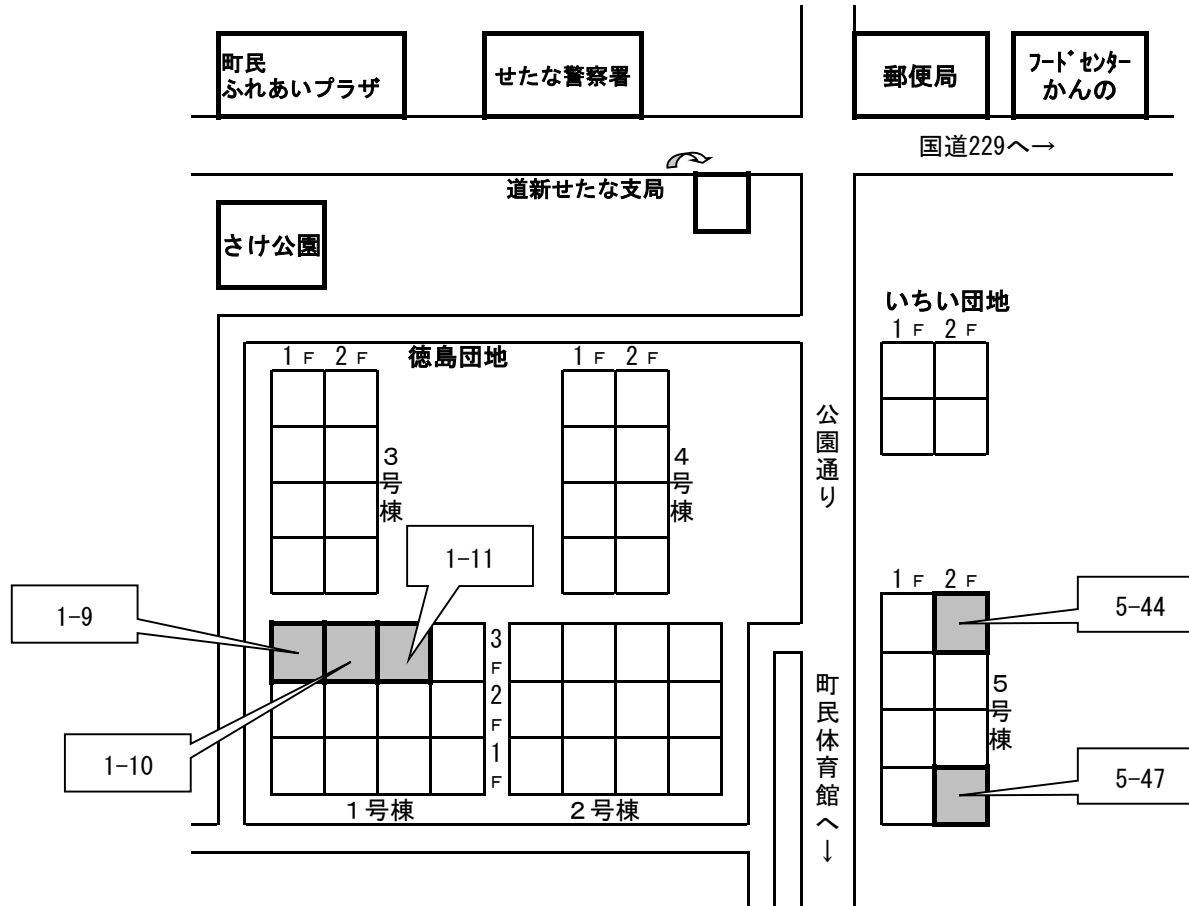 町民
ふれあいプラザ
せたな警察署
郵便局
フードセンター
かんの
国道229へ→
道新せたな支局
さけ公園
いちい団地
1F 2F
徳島団地
1F 2F
1F 2F
3号棟
4号棟
公園通り
1-11
1-9
1-10
3F
2F
1F
1号棟
2号棟
町民体育館へ↓
1F 2F
5-44
5号棟
5-47